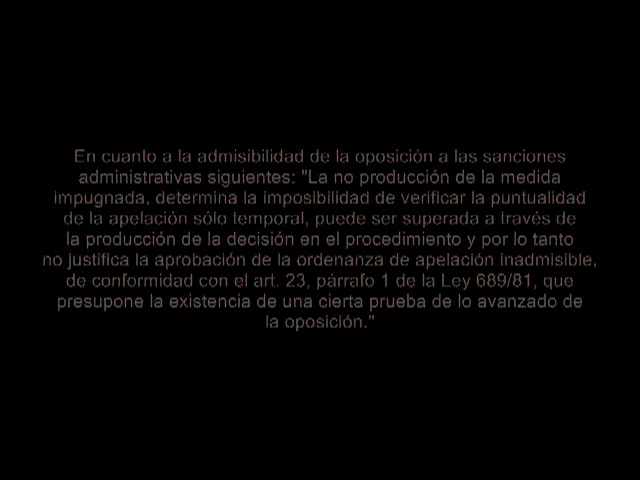 En cuanto a la admisibilidad de la oposición a las sanciones
administrativas siguientes: "La no producción de la medida
impugnada, determina la imposibilidad de verificar la puntualidad
de la apelación sólo temporal, puede ser superada a través de
la producción de la decisión en el procedimiento y por lo tanto
no justifica la aprobación de la ordenanza de apelación inadmisible,
de conformidad con el art. 23, párrafo 1 de la Ley 689/81, que
presupone la existencia de una cierta prueba de lo avanzado de
la oposición."